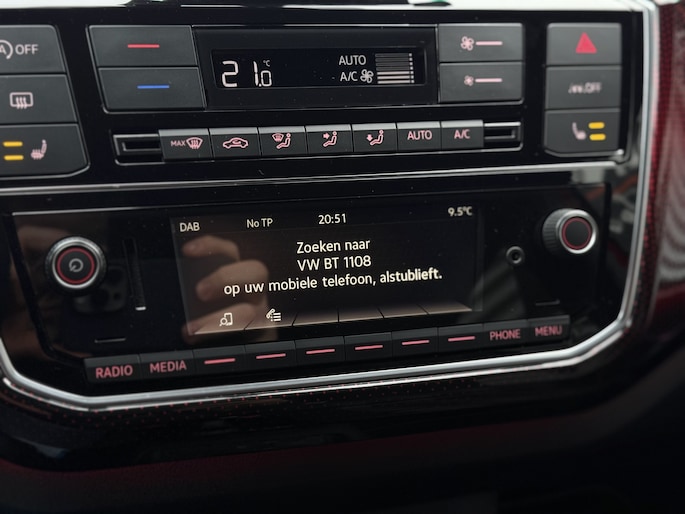 OFF
21.0 °C
AUTO
A/C
MAX
AUTO
A/C
DAB
No TP
20:51
9.5°C
Zoeken naar
VW BT 1108
op uw mobiele telefoon, alstublieft.
RADIO
MEDIA
PHONE
MENU